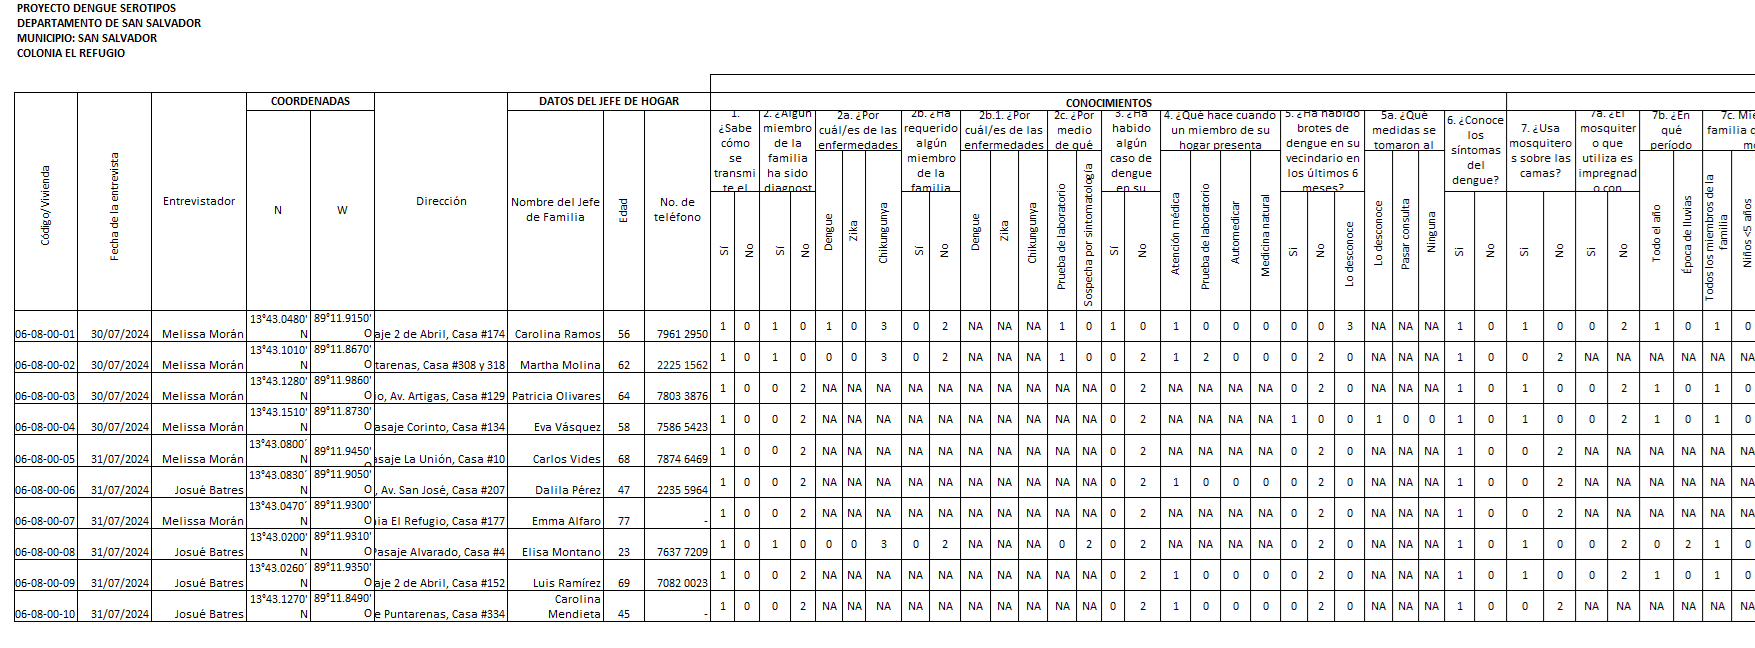 PROYECTO DENGUE SEROTIPOS
DEPARTAMENTO DE SAN SALVADOR
MUNICIPIO: SAN SALVADOR
COLONIA EL REFUGIO
COORDENADAS
DATOS DEL JEFE DE HOGAR
CONOCIMIENTOS
Código/Vivienda
Fecha de la entrevista
Entrevistador
N
W
Dirección
Nombre del Jefe de Familia
Edad
No. de teléfono
1. ¿Sabe cómo se transmite el
Sí No
2. ¿Algún miembro de la familia ha sido diagnost
Sí No
2a. ¿Por cuál/es de las enfermedades
Dengue Zika Chikungunya
2b. ¿Ha requerido algún miembro de la familia
Sí No
2b.1. ¿Por cuál/es de las enfermedades
Dengue Zika Chikungunya
2c. ¿Por medio de qué
Prueba de laboratorio Sospecha por sintomatología
3. ¿Ha habido algún caso de dengue en su
Sí No
4. ¿Qué hace cuando un miembro de su hogar presenta
Atención médica Prueba de laboratorio Automedicar Medicina natural
5. ¿Ha habido brotes de dengue en su vecindario en los últimos 6 meses?
Si No Lo desconoce
5a. ¿Qué medidas se tomaron al
Lo desconoce Pasar consulta Ninguna
6. ¿Conoce los síntomas del dengue?
Si No
7. ¿Usa mosquiteros sobre las camas?
Si No
7a. ¿El mosquitero que utiliza es impregnado con
Si No
7b. ¿En qué período
Todo el año Época de lluvias
7c. Mie familia
Todos los miembros de la familia Niños <5 años
06-08-00-01 30/07/2024 Melissa Morán 13°43.0480' N 89°11.9150' O aje 2 de Abril, Casa #174 Carolina Ramos 56 7961 2950 1 0 1 0 1 0 3 0 2 NA NA NA 1 0 1 0 1 0 0 0 0 0 3 NA NA NA 1 0 1 0 0 2 1 0 1 0
06-08-00-02 30/07/2024 Melissa Morán 13°43.1010' N 89°11.8670' O tarenas, Casa #308 y 318 Martha Molina 62 2225 1562 1 0 1 0 0 0 3 0 2 NA NA NA 1 0 0 2 1 2 0 0 0 2 0 NA NA NA 1 0 0 2 NA NA NA NA NA NA
06-08-00-03 30/07/2024 Melissa Morán 13°43.1280' N 89°11.9860' O io, Av. Artigas, Casa #129 Patricia Olivares 64 7803 3876 1 0 0 2 NA NA NA NA NA NA NA NA NA NA 0 2 NA NA NA NA 0 2 0 NA NA NA 1 0 1 0 0 2 1 0 1 0
06-08-00-04 30/07/2024 Melissa Morán 13°43.1510' N 89°11.8730' O asaje Corinto, Casa #134 Eva Vásquez 58 7586 5423 1 0 0 2 NA NA NA NA NA NA NA NA NA NA 0 2 NA NA NA NA 1 0 0 1 0 0 1 0 1 0 0 2 1 0 1 0
06-08-00-05 31/07/2024 Melissa Morán 13°43.0800´ N 89°11.9450' O saje La Unión, Casa #10 Carlos Vides 68 7874 6469 1 0 0 2 NA NA NA NA NA NA NA NA NA NA 0 2 NA NA NA NA 0 2 0 NA NA NA 1 0 0 2 NA NA NA NA NA NA
06-08-00-06 31/07/2024 Josué Batres 13°43.0830´ N 89°11.9050' O , Av. San José, Casa #207 Dalila Pérez 47 2235 5964 1 0 0 2 NA NA NA NA NA NA NA NA NA NA 0 2 1 0 0 0 0 2 0 NA NA NA 1 0 0 2 NA NA NA NA NA NA
06-08-00-07 31/07/2024 Melissa Morán 13°43.0470´ N 89°11.9300' O nia El Refugio, Casa #177 Emma Alfaro 77 - 1 0 0 2 NA NA NA NA NA NA NA NA NA NA 0 2 NA NA NA NA 0 2 0 NA NA NA 1 0 0 2 NA NA NA NA NA NA
06-08-00-08 31/07/2024 Josué Batres 13°43.0200´ N 89°11.9310' O Pasaje Alvarado, Casa #4 Elisa Montano 23 7637 7209 1 0 1 0 0 0 3 0 2 NA NA NA 0 2 0 2 NA NA NA NA 0 2 0 NA NA NA 1 0 1 0 0 2 0 2 1 0
06-08-00-09 31/07/2024 Josué Batres 13°43.0260´ N 89°11.9350' O aje 2 de Abril, Casa #152 Luis Ramírez 69 7082 0023 1 0 0 2 NA NA NA NA NA NA NA NA NA NA 0 2 1 0 0 0 0 2 0 NA NA NA 1 0 1 0 0 2 1 0 1 0
06-08-00-10 31/07/2024 Josué Batres 13°43.1270' N 89°11.8490' O e Puntarenas, Casa #334 Carolina Mendieta 45 - 1 0 0 2 NA NA NA NA NA NA NA NA NA NA 0 2 1 0 0 0 0 2 0 NA NA NA 1 0 0 2 NA NA NA NA NA NA